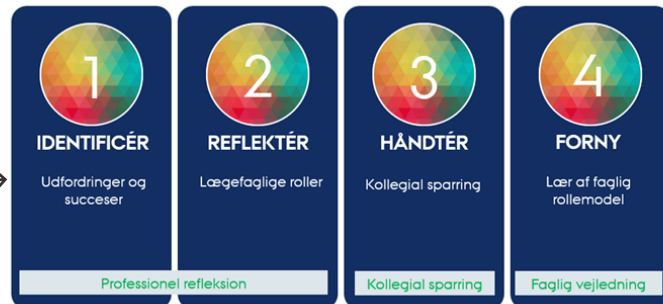 1
IDENTIFICÉR
Udfordringer og
succeser
2
REFLEKTÉR
Lægefaglige roller
Professionel refleksion
3
HÅNDTÉR
Kollegial sparring
Kollegial sparring
4
FORNY
Lær af faglig
rollemodel
Faglig vejledning